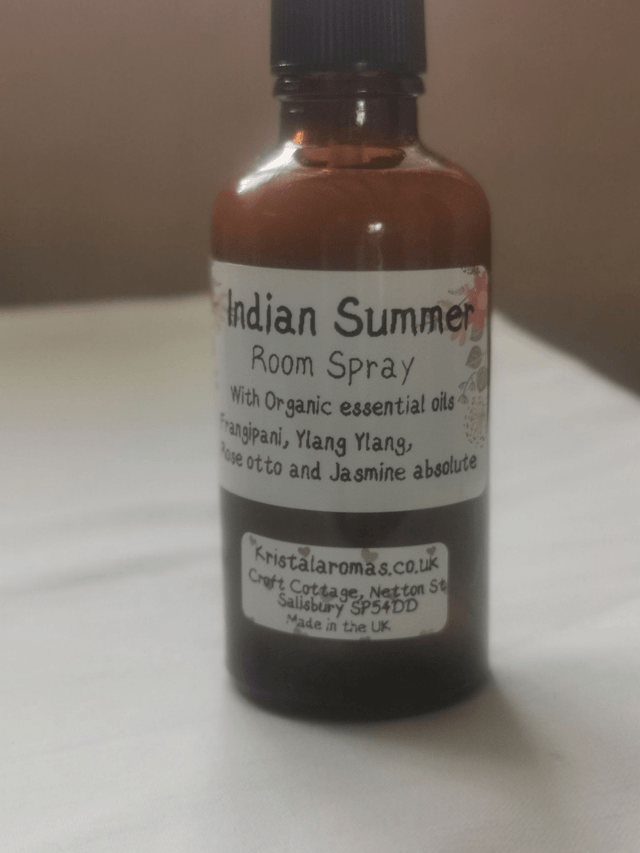 Indian Summer
Room Spray
With Organic essential oils
Frangipani, Ylang Ylang,
Rose otto and Jasmine absolute
Kristalaromas.co.uk
Croft Cottage, Netton St
Salisbury SP54DD
Made in the UK